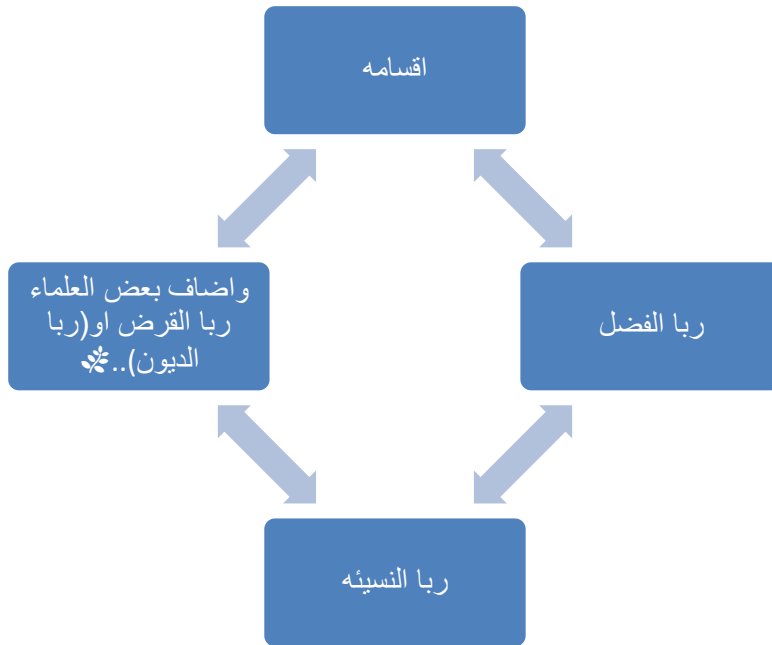 اقسامه
ربا الفضل
ربا النسيئه
واضاف بعض العلماء
ربا القرض او(ربا
الديون)..🌿